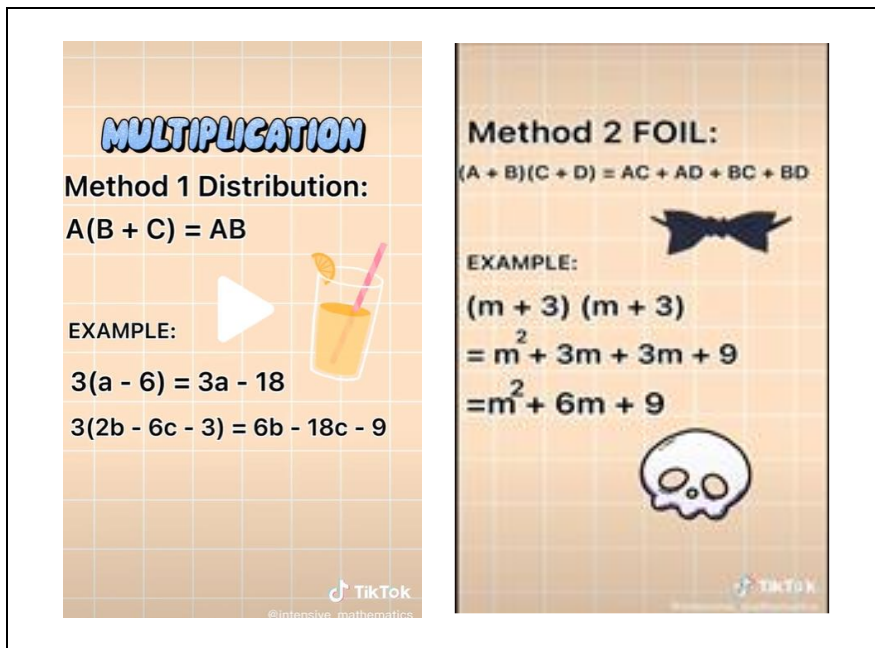 MULTIPLICATION
Method 1 Distribution:
A(B + C) = AB
EXAMPLE:
3(a - 6) = 3a - 18
3(2b - 6c - 3) = 6b - 18c - 9
TikTok
@intensive_mathematics
Method 2 FOIL:
(A + B)(C + D) = AC + AD + BC + BD
EXAMPLE:
(m + 3) (m + 3)
= m² + 3m + 3m + 9
=m²+ 6m + 9
TikTok